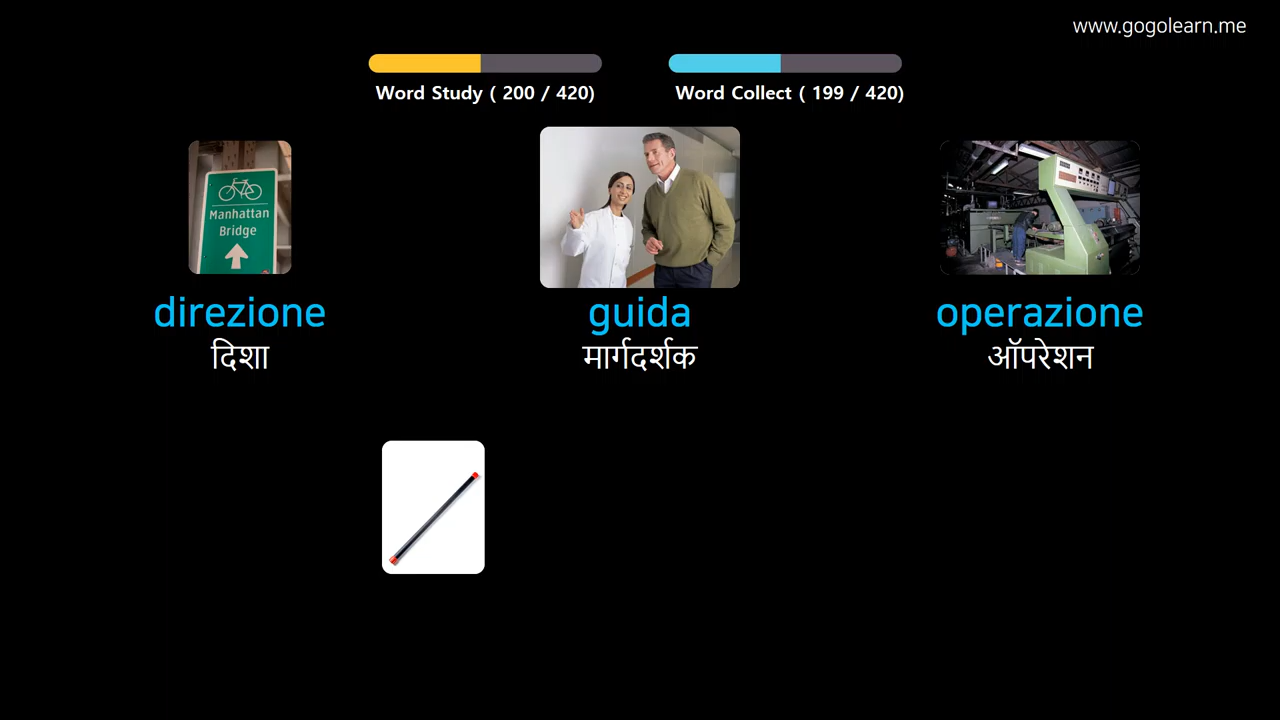 www.gogolearn.me
Word Study ( 200 / 420)
Word Collect ( 199 / 420)
Manhattan
Bridge
direzione
guida
operazione
दिशा
मार्गदर्शक
ऑपरेशन